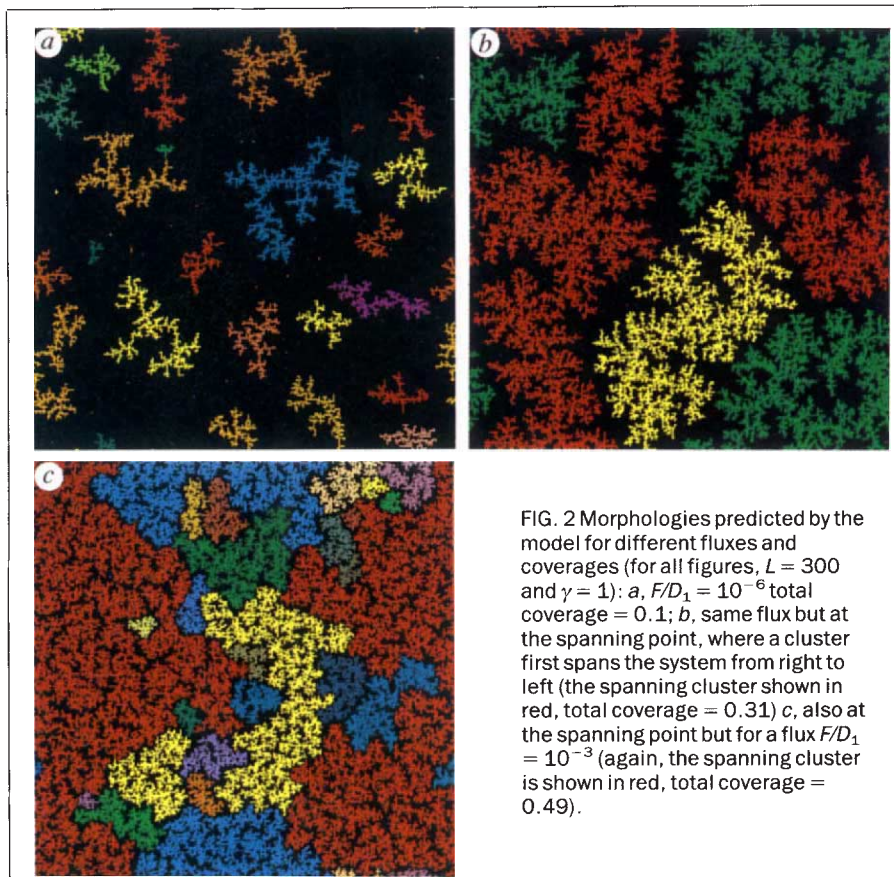 a
b
c
FIG. 2 Morphologies predicted by the
model for different fluxes and
coverages (for all figures, L = 300
and γ = 1): a, F/D₁ = 10⁻⁶ total
coverage = 0.1; b, same flux but at
the spanning point, where a cluster
first spans the system from right to
left (the spanning cluster shown in
red, total coverage = 0.31) c, also at
the spanning point but for a flux F/D₁
= 10⁻³ (again, the spanning cluster
is shown in red, total coverage =
0.49).